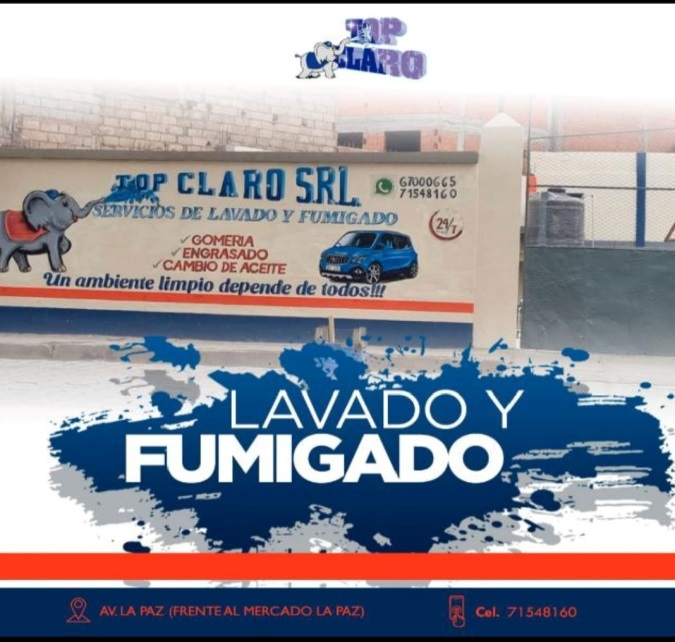 TOP
CLARO
TOP CLARO SRL.
67000665
71548160
SERVICIOS DE LAVADO Y FUMIGADO
24/7
✓GOMERIA
✓ENGRASADO
✓CAMBIO DE ACEITE
Un ambiente limpio depende de todos!!!
LAVADO Y
FUMIGADO
AV. LA PAZ (FRENTE AL MERCADO LA PAZ)
Cel. 71548160